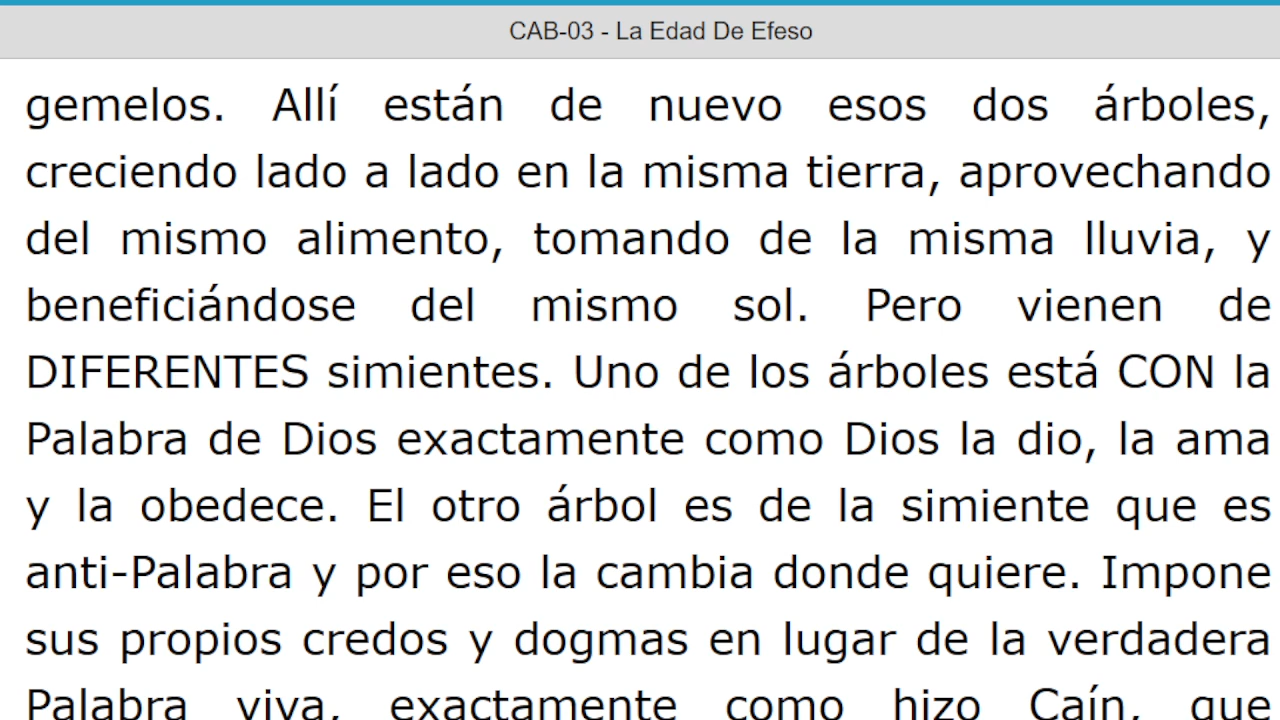 CAB-03 - La Edad De Efeso
gemelos. Allí están de nuevo esos dos árboles,
creciendo lado a lado en la misma tierra, aprovechando
del mismo alimento, tomando de la misma lluvia, y
beneficiándose del mismo sol. Pero vienen de
DIFERENTES simientes. Uno de los árboles está CON la
Palabra de Dios exactamente como Dios la dio, la ama
y la obedece. El otro árbol es de la simiente que es
anti-Palabra y por eso la cambia donde quiere. Impone
sus propios credos y dogmas en lugar de la verdadera
Palabra viva, exactamente como hizo Caín, que